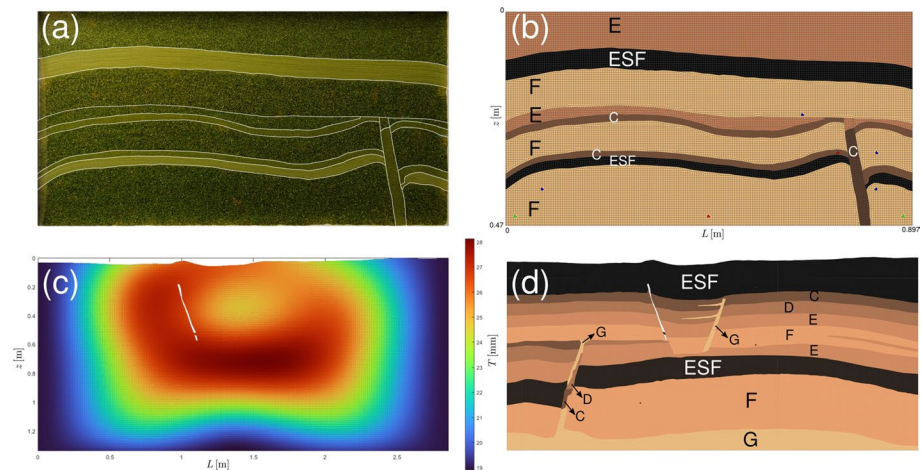 (a)
(b)
0
E
ESF
F
E
C
F
C
C
ESF
F
z [m]
0.47
0
L [m]
0.897
(c)
0
0.2
0.4
0.6
0.8
1
1.2
z [m]
0
0.5
1
1.5
2
2.5
L [m]
28
27
26
25
24
23
22
21
20
19
T [mm]
(d)
ESF
C
D
E
G
F
G
E
ESF
D
F
C
G